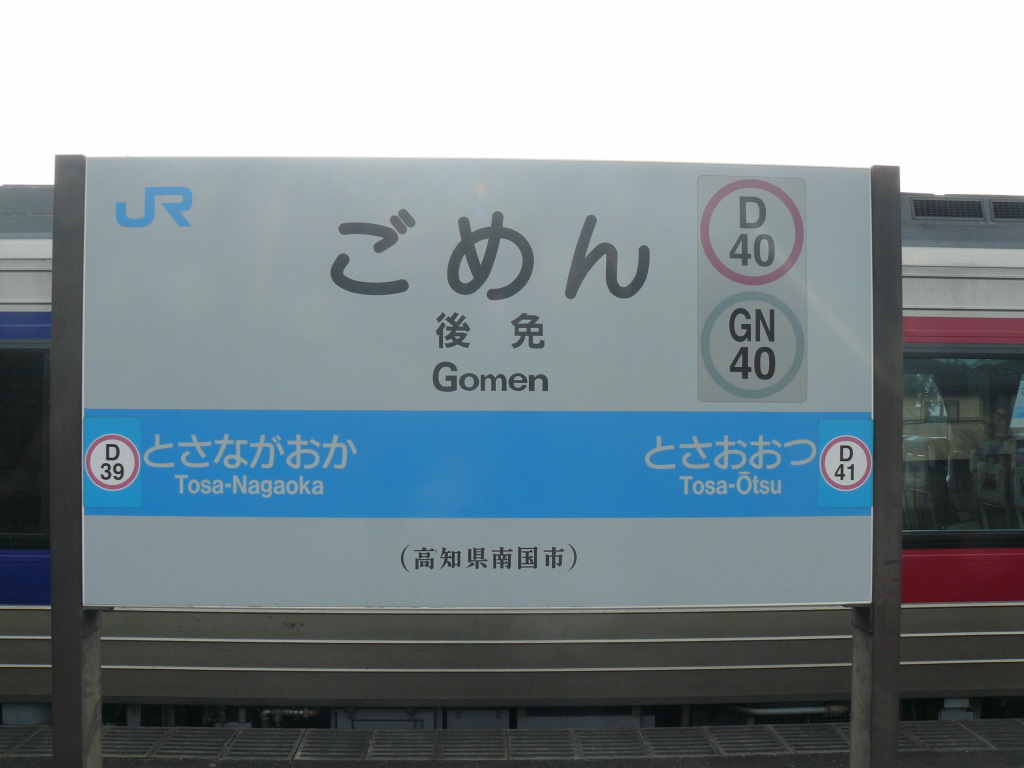 JR
ごめん
後免
Gomen
D
40
GN
40
D
39
とさながおか
Tosa-Nagaoka
とさおおつ
Tosa-Ōtsu
D
41
(高知県南国市)